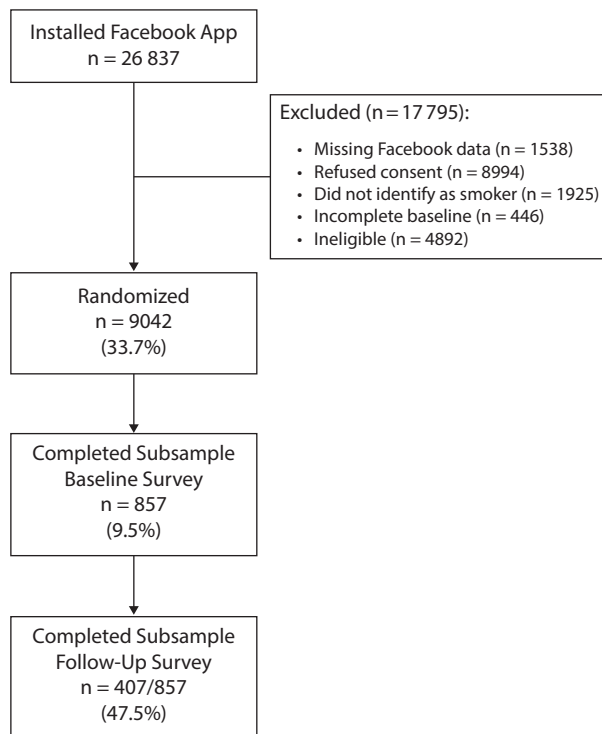 Installed Facebook App
n = 26 837
Excluded (n = 17 795):
• Missing Facebook data (n = 1538)
• Refused consent (n = 8994)
• Did not identify as smoker (n = 1925)
• Incomplete baseline (n = 446)
• Ineligible (n = 4892)
Randomized
n = 9042
(33.7%)
Completed Subsample
Baseline Survey
n = 857
(9.5%)
Completed Subsample
Follow-Up Survey
n = 407/857
(47.5%)